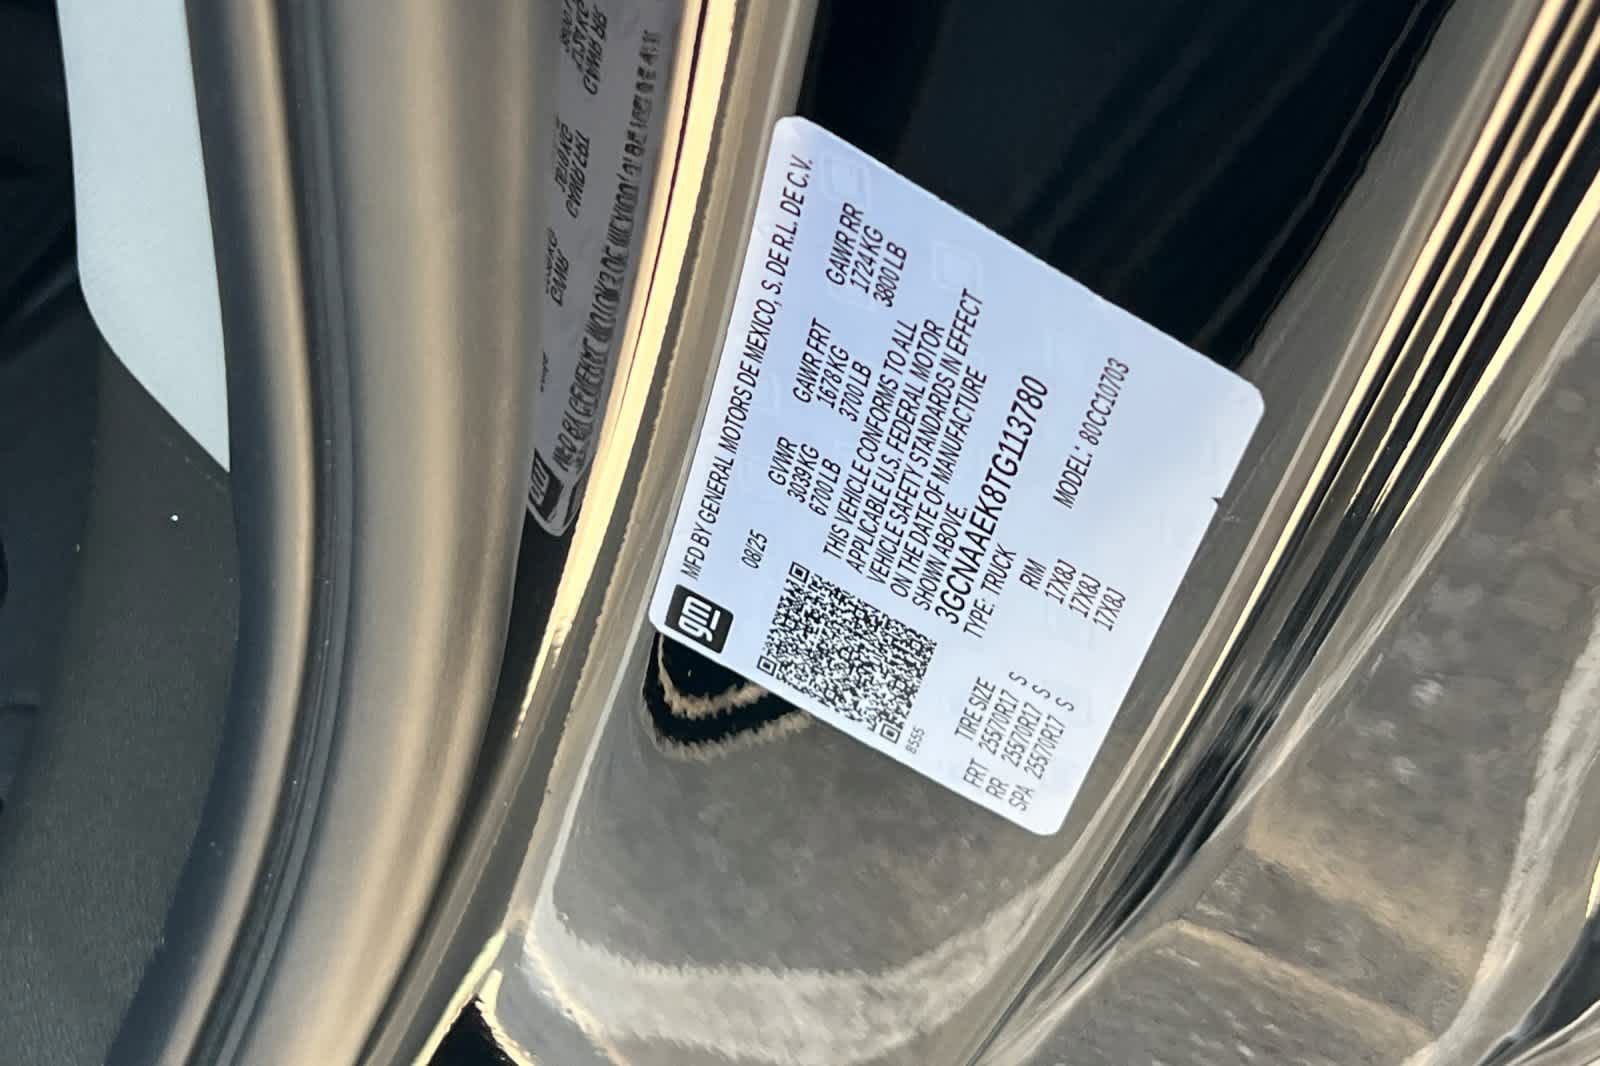 gm
MFD BY GENERAL MOTORS DE MEXICO, S. DE R.L. DE C.V.
08/25 GVWR GAWR FRT GAWR RR
3039KG 1678KG 1724KG
6700LB 3700LB 3800LB
THIS VEHICLE CONFORMS TO ALL
APPLICABLE U.S. FEDERAL MOTOR
VEHICLE SAFETY STANDARDS IN EFFECT
ON THE DATE OF MANUFACTURE
SHOWN ABOVE.
8555
3GCNAAEK8TG113780
TYPE: TRUCK MODEL: 80CC10703
TIRE SIZE RIM
FRT 255/70R17 S 17X8J
RR 255/70R17 S 17X8J
SPA 255/70R17 S 17X8J